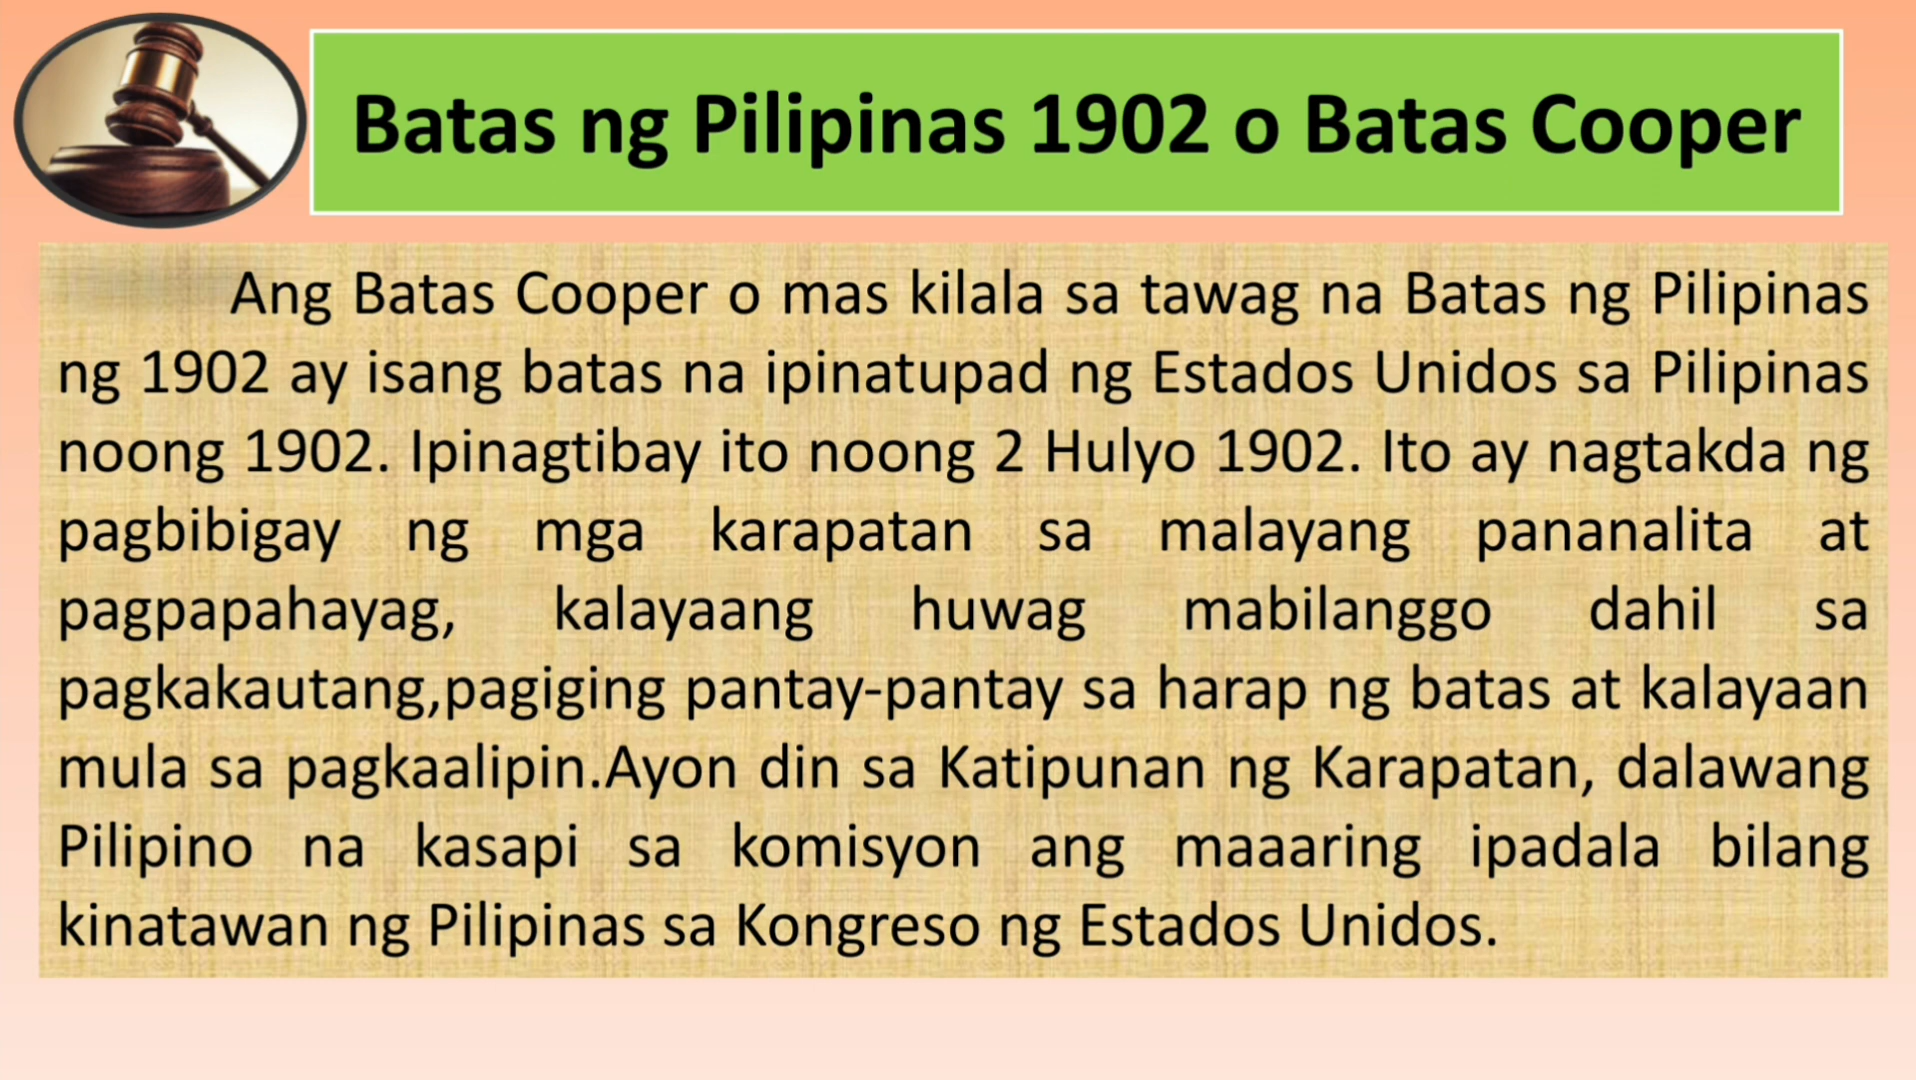 Batas ng Pilipinas 1902 o Batas Cooper
Ang Batas Cooper o mas kilala sa tawag na Batas ng Pilipinas
ng 1902 ay isang batas na ipinatupad ng Estados Unidos sa Pilipinas
noong 1902. Ipinagtibay ito noong 2 Hulyo 1902. Ito ay nagtakda ng
pagbibigay ng mga karapatan sa malayang pananalita at
pagpapahayag, kalayaang huwag mabilanggo dahil sa
pagkakautang,pagiging pantay-pantay sa harap ng batas at kalayaan
mula sa pagkaalipin.Ayon din sa Katipunan ng Karapatan, dalawang
Pilipino na kasapi sa komisyon ang maaaring ipadala bilang
kinatawan ng Pilipinas sa Kongreso ng Estados Unidos.